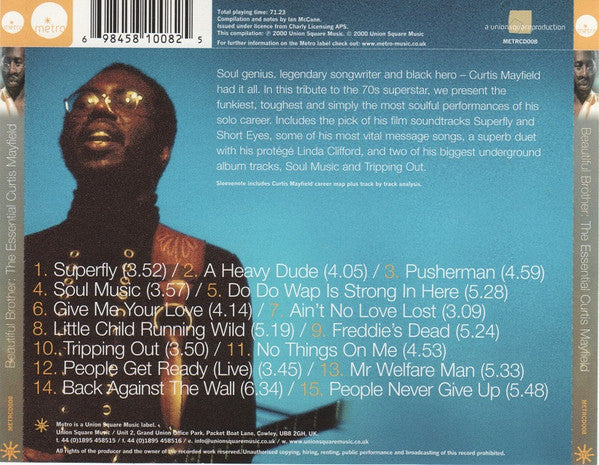 metro
metro
6 98458 10082 5
Total playing time: 71.23
Compilation and notes by Ian McCann.
Issued under licence from Charly Licensing APS.
This compilation: ℗ 2000 Union Square Music. © 2000 Union Square Music.
For further information on the Metro label check out: www.metro-music.co.uk
a unionsquareproduction
METRCD008
metro
Soul genius, legendary songwriter and black hero – Curtis Mayfield
had it all. In this tribute to the 70s superstar, we present the
funkiest, toughest and simply the most soulful performances of his
solo career. Includes the pick of his film soundtracks Superfly and
Short Eyes, some of his most vital message songs, a superb duet
with his protégé Linda Clifford, and two of his biggest underground
album tracks, Soul Music and Tripping Out.
Sleevenote includes Curtis Mayfield career map plus track by track analysis.
1. Superfly (3.52) / 2. A Heavy Dude (4.05) / 3. Pusherman (4.59)
4. Soul Music (3.57) / 5. Do Do Wap Is Strong In Here (5.28)
6. Give Me Your Love (4.14) / 7. Ain't No Love Lost (3.09)
8. Little Child Running Wild (5.19) / 9. Freddie's Dead (5.24)
10. Tripping Out (3.50) / 11. No Things On Me (4.53)
12. People Get Ready (Live) (3.45) / 13. Mr Welfare Man (5.33)
14. Back Against The Wall (6.34) / 15. People Never Give Up (5.48)
Metro is a Union Square Music label.
Union Square Music / Unit 2, Grand Union Office Park, Packet Boat Lane, Cowley, UB8 2GH, UK.
t. 44 (0)1895 458515 / f. 44 (0)1895 458516 / e. info@unionsquaremusic.co.uk / w. www.unionsquaremusic.co.uk
All rights of the producer and the owner of the recorded work reserved. Unauthorised copying, hiring, renting, public performance and broadcasting of this record prohibited.
Beautiful Brother: The Essential Curtis Mayfield
METRCD008
Beautiful Brother: The Essential Curtis Mayfield
METRCD008